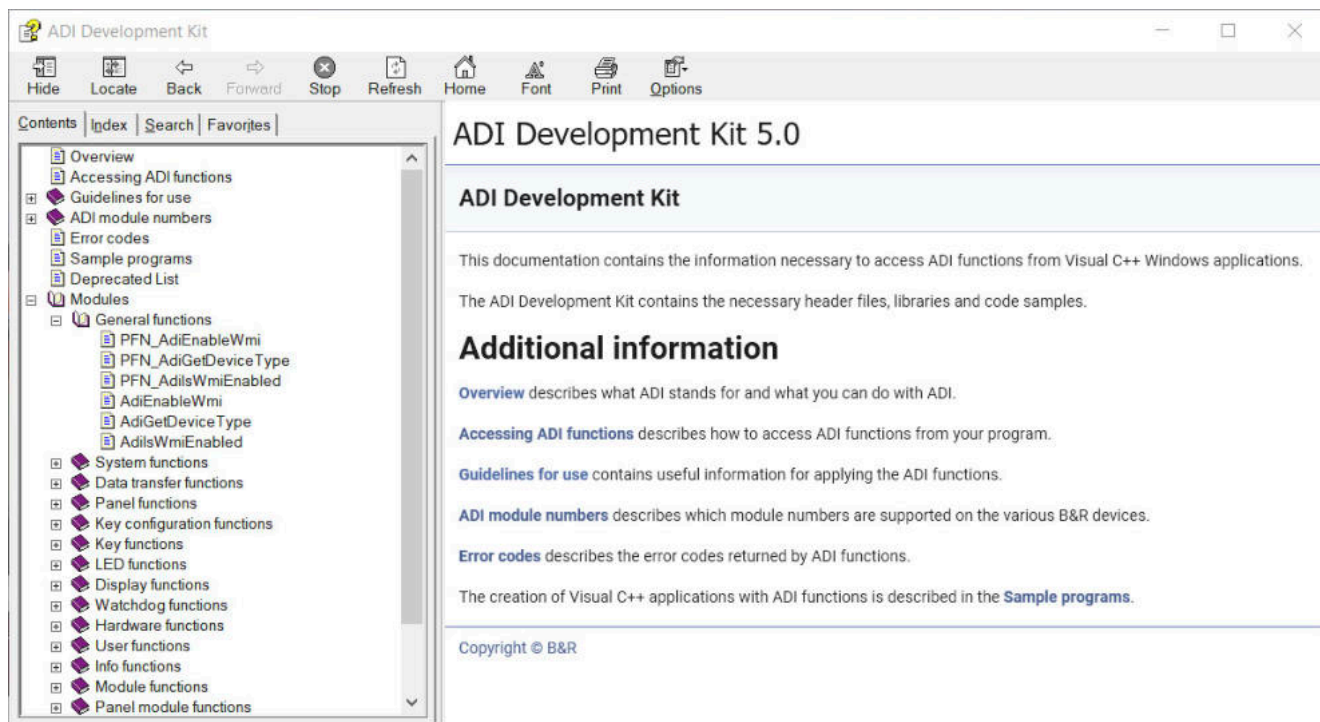 ADI Development Kit
Hide Locate Back Forward Stop Refresh Home Font Print Options
Contents Index Search Favorites
Overview
Accessing ADI functions
Guidelines for use
ADI module numbers
Error codes
Sample programs
Deprecated List
Modules
General functions
PFN_AdiEnableWmi
PFN_AdiGetDeviceType
PFN_AdiIsWmiEnabled
AdiEnableWmi
AdiGetDeviceType
AdiIsWmiEnabled
System functions
Data transfer functions
Panel functions
Key configuration functions
Key functions
LED functions
Display functions
Watchdog functions
Hardware functions
User functions
Info functions
Module functions
Panel module functions
ADI Development Kit 5.0
ADI Development Kit
This documentation contains the information necessary to access ADI functions from Visual C++ Windows applications.
The ADI Development Kit contains the necessary header files, libraries and code samples.
Additional information
Overview describes what ADI stands for and what you can do with ADI.
Accessing ADI functions describes how to access ADI functions from your program.
Guidelines for use contains useful information for applying the ADI functions.
ADI module numbers describes which module numbers are supported on the various B&R devices.
Error codes describes the error codes returned by ADI functions.
The creation of Visual C++ applications with ADI functions is described in the Sample programs.
Copyright © B&R